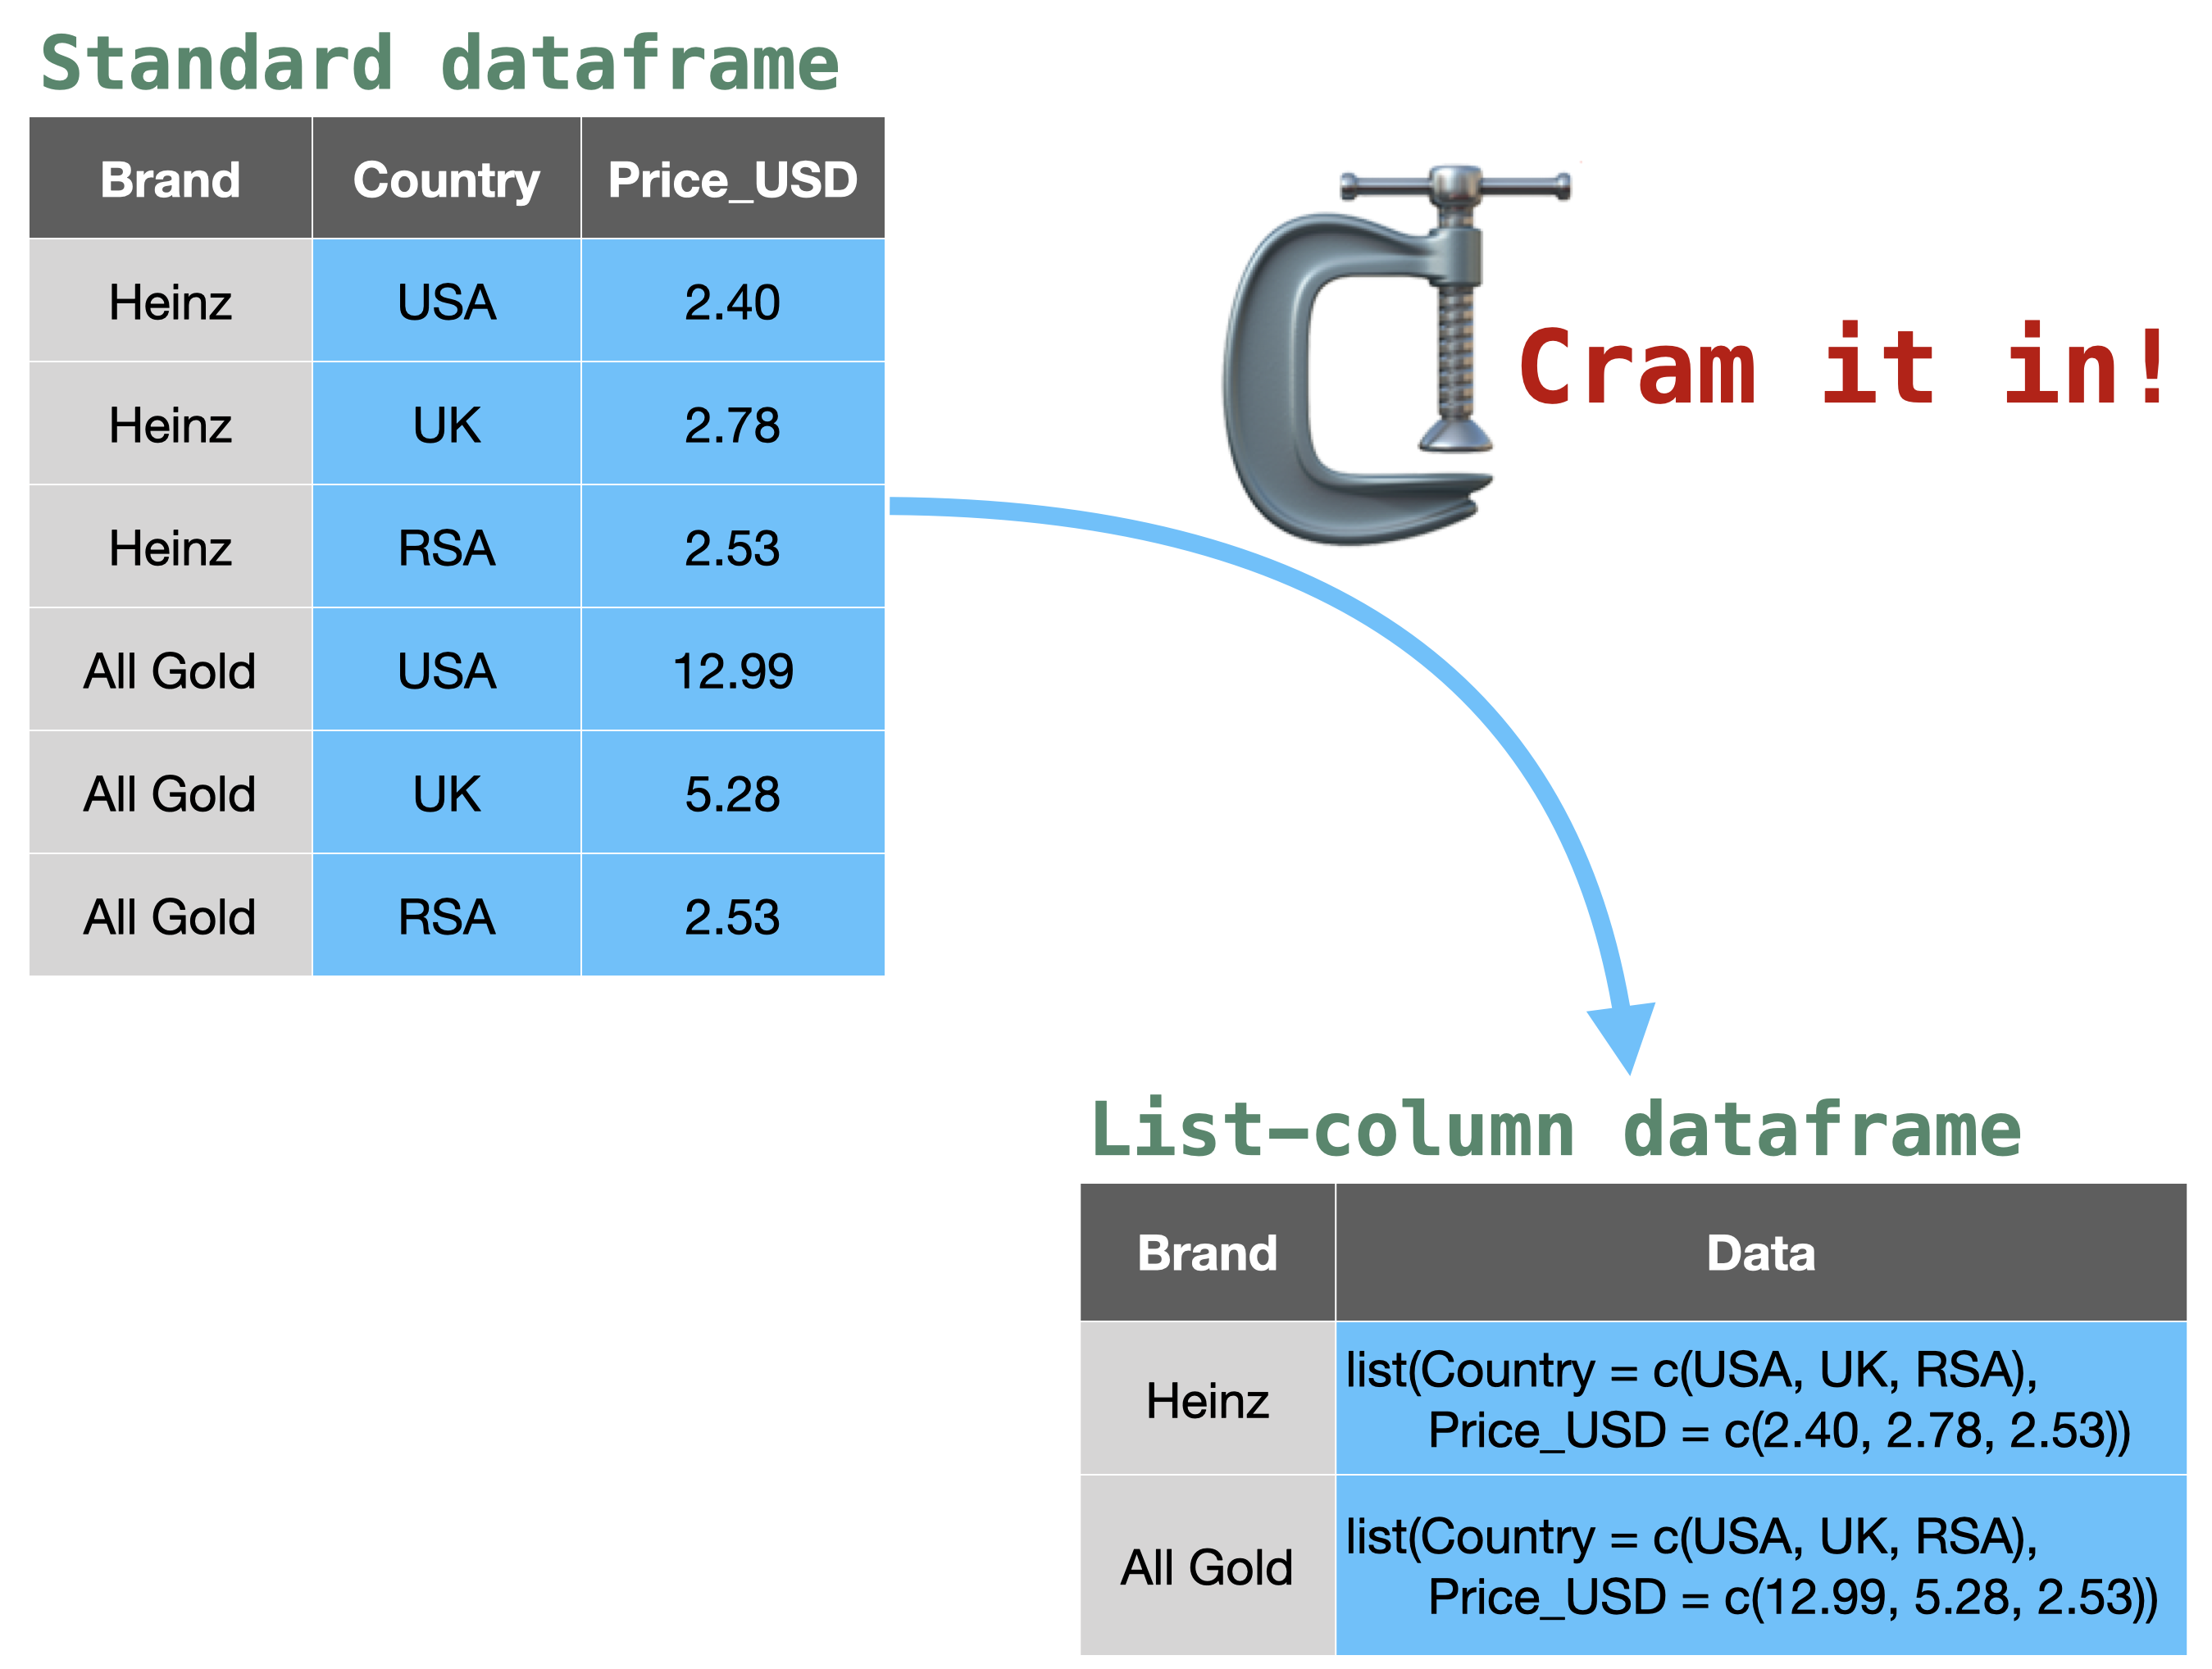 Standard dataframe
Brand Country Price_USD
Heinz USA 2.40
Heinz UK 2.78
Heinz RSA 2.53
All Gold USA 12.99
All Gold UK 5.28
All Gold RSA 2.53
Cram it in!
List-column dataframe
Brand Data
Heinz list(Country = c(USA, UK, RSA),
Price_USD = c(2.40, 2.78, 2.53))
All Gold list(Country = c(USA, UK, RSA),
Price_USD = c(12.99, 5.28, 2.53))